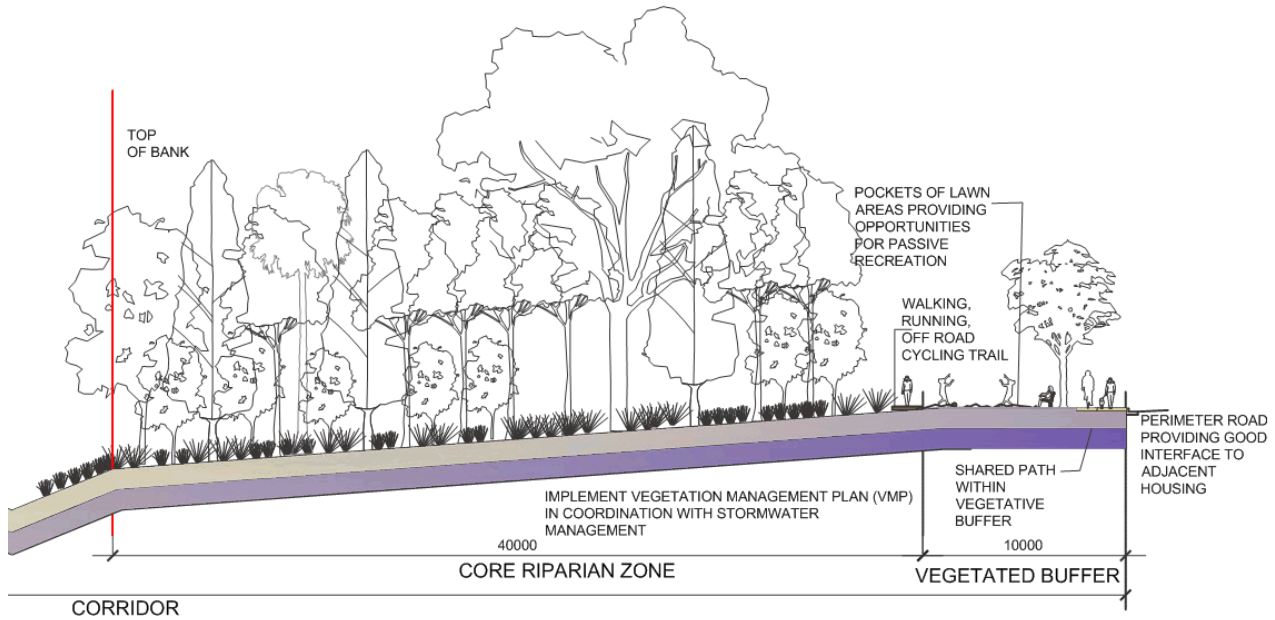 TOP
OF BANK
POCKETS OF LAWN
AREAS PROVIDING
OPPORTUNITIES
FOR PASSIVE
RECREATION
WALKING,
RUNNING,
OFF ROAD
CYCLING TRAIL
PERIMETER ROAD
PROVIDING GOOD
INTERFACE TO
ADJACENT
HOUSING
SHARED PATH
WITHIN
VEGETATIVE
BUFFER
IMPLEMENT VEGETATION MANAGEMENT PLAN (VMP)
IN COORDINATION WITH STORMWATER
MANAGEMENT
40000
10000
CORE RIPARIAN ZONE
VEGETATED BUFFER
CORRIDOR